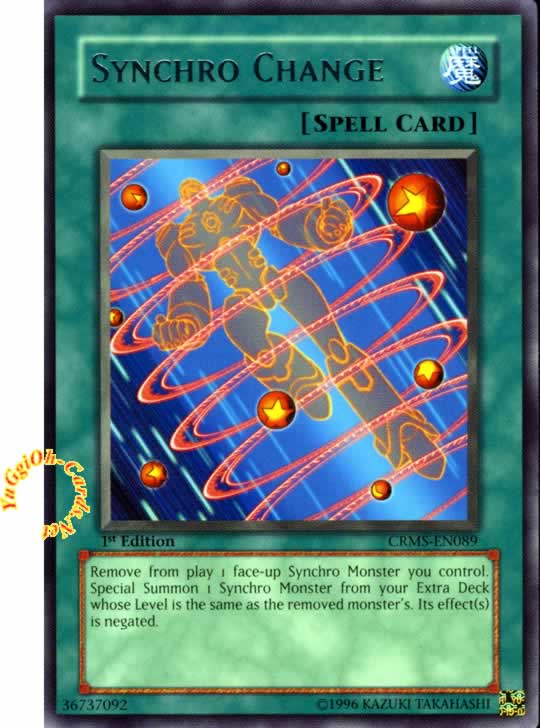 SYNCHRO CHANGE
魔
[SPELL CARD]
YuGgiOh-Cards.Net
1st Edition
CRMS-EN089
Remove from play 1 face-up Synchro Monster you control.
Special Summon 1 Synchro Monster from your Extra Deck
whose Level is the same as the removed monster's. Its effect(s)
is negated.
36737092
©1996 KAZUKI TAKAHASHI